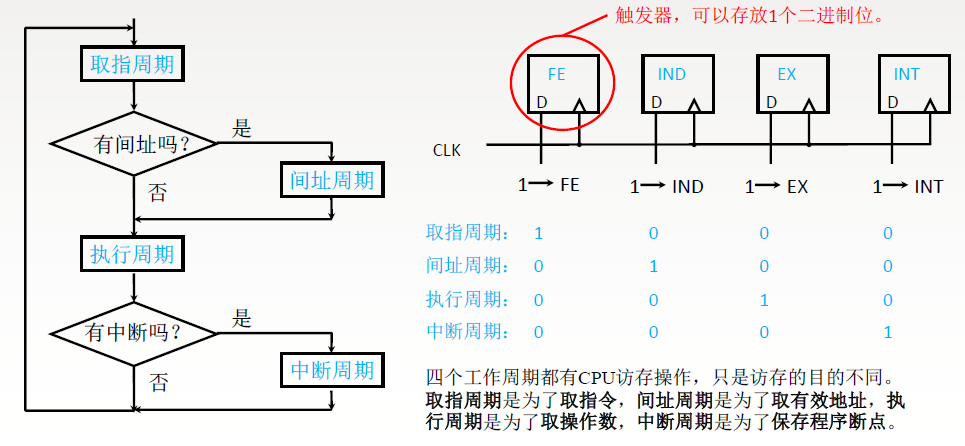 取指周期
有间址吗?
是
间址周期
否
执行周期
有中断吗?
是
中断周期
否
触发器，可以存放1个二进制位。
FE IND EX INT
D D D D
CLK
1 → FE 1 → IND 1 → EX 1 → INT
取指周期： 1 0 0 0
间址周期： 0 1 0 0
执行周期： 0 0 1 0
中断周期： 0 0 0 1
四个工作周期都有CPU访存操作，只是访存的目的不同。
取指周期是为了取指令，间址周期是为了取有效地址，执
行周期是为了取操作数，中断周期是为了保存程序断点。